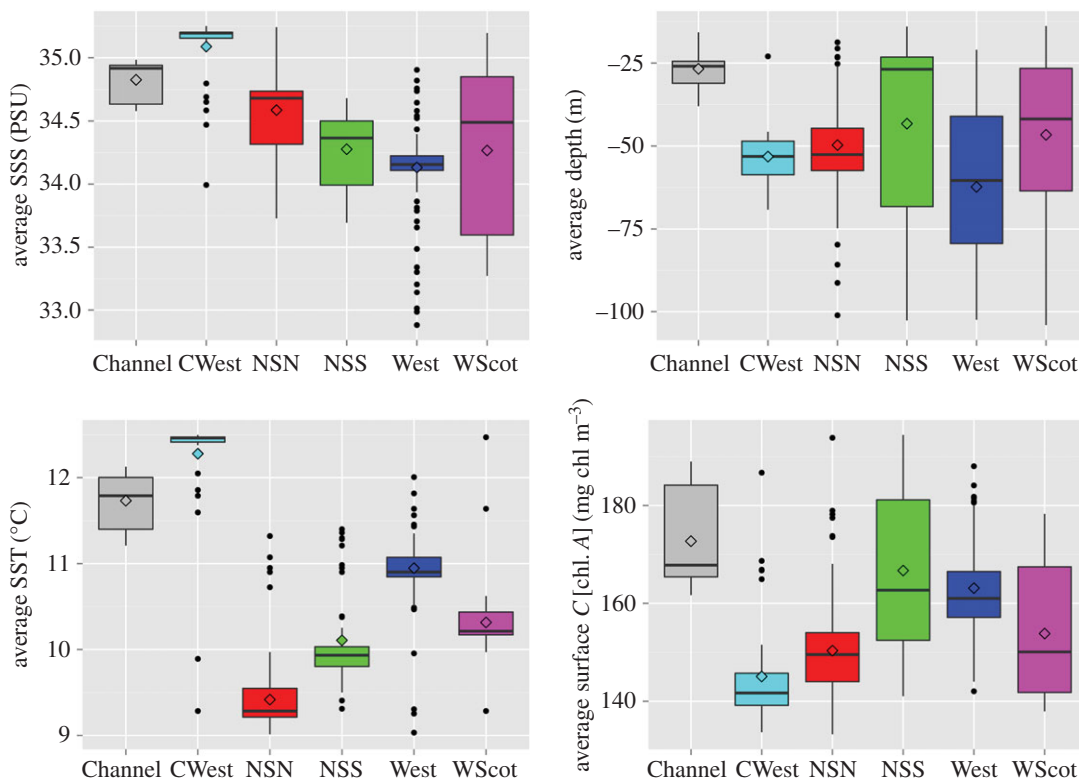 average SSS (PSU)
35.0
34.5
34.0
33.5
33.0
Channel CWest NSN NSS West WScot
average depth (m)
−25
−50
−75
−100
Channel CWest NSN NSS West WScot
average SST (°C)
12
11
10
9
Channel CWest NSN NSS West WScot
average surface C [chl. A] (mg chl m⁻³)
180
160
140
Channel CWest NSN NSS West WScot